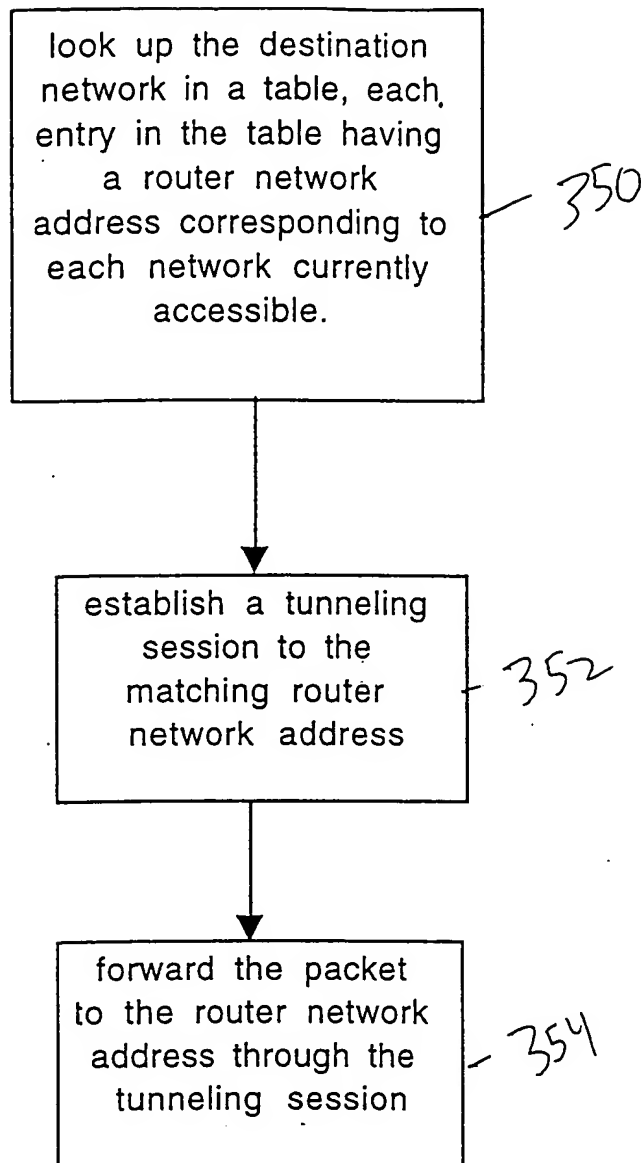 look up the destination
network in a table, each
entry in the table having
a router network
address corresponding to
each network currently
accessible.
350
establish a tunneling
session to the
matching router
network address
352
forward the packet
to the router network
address through the
tunneling session
354